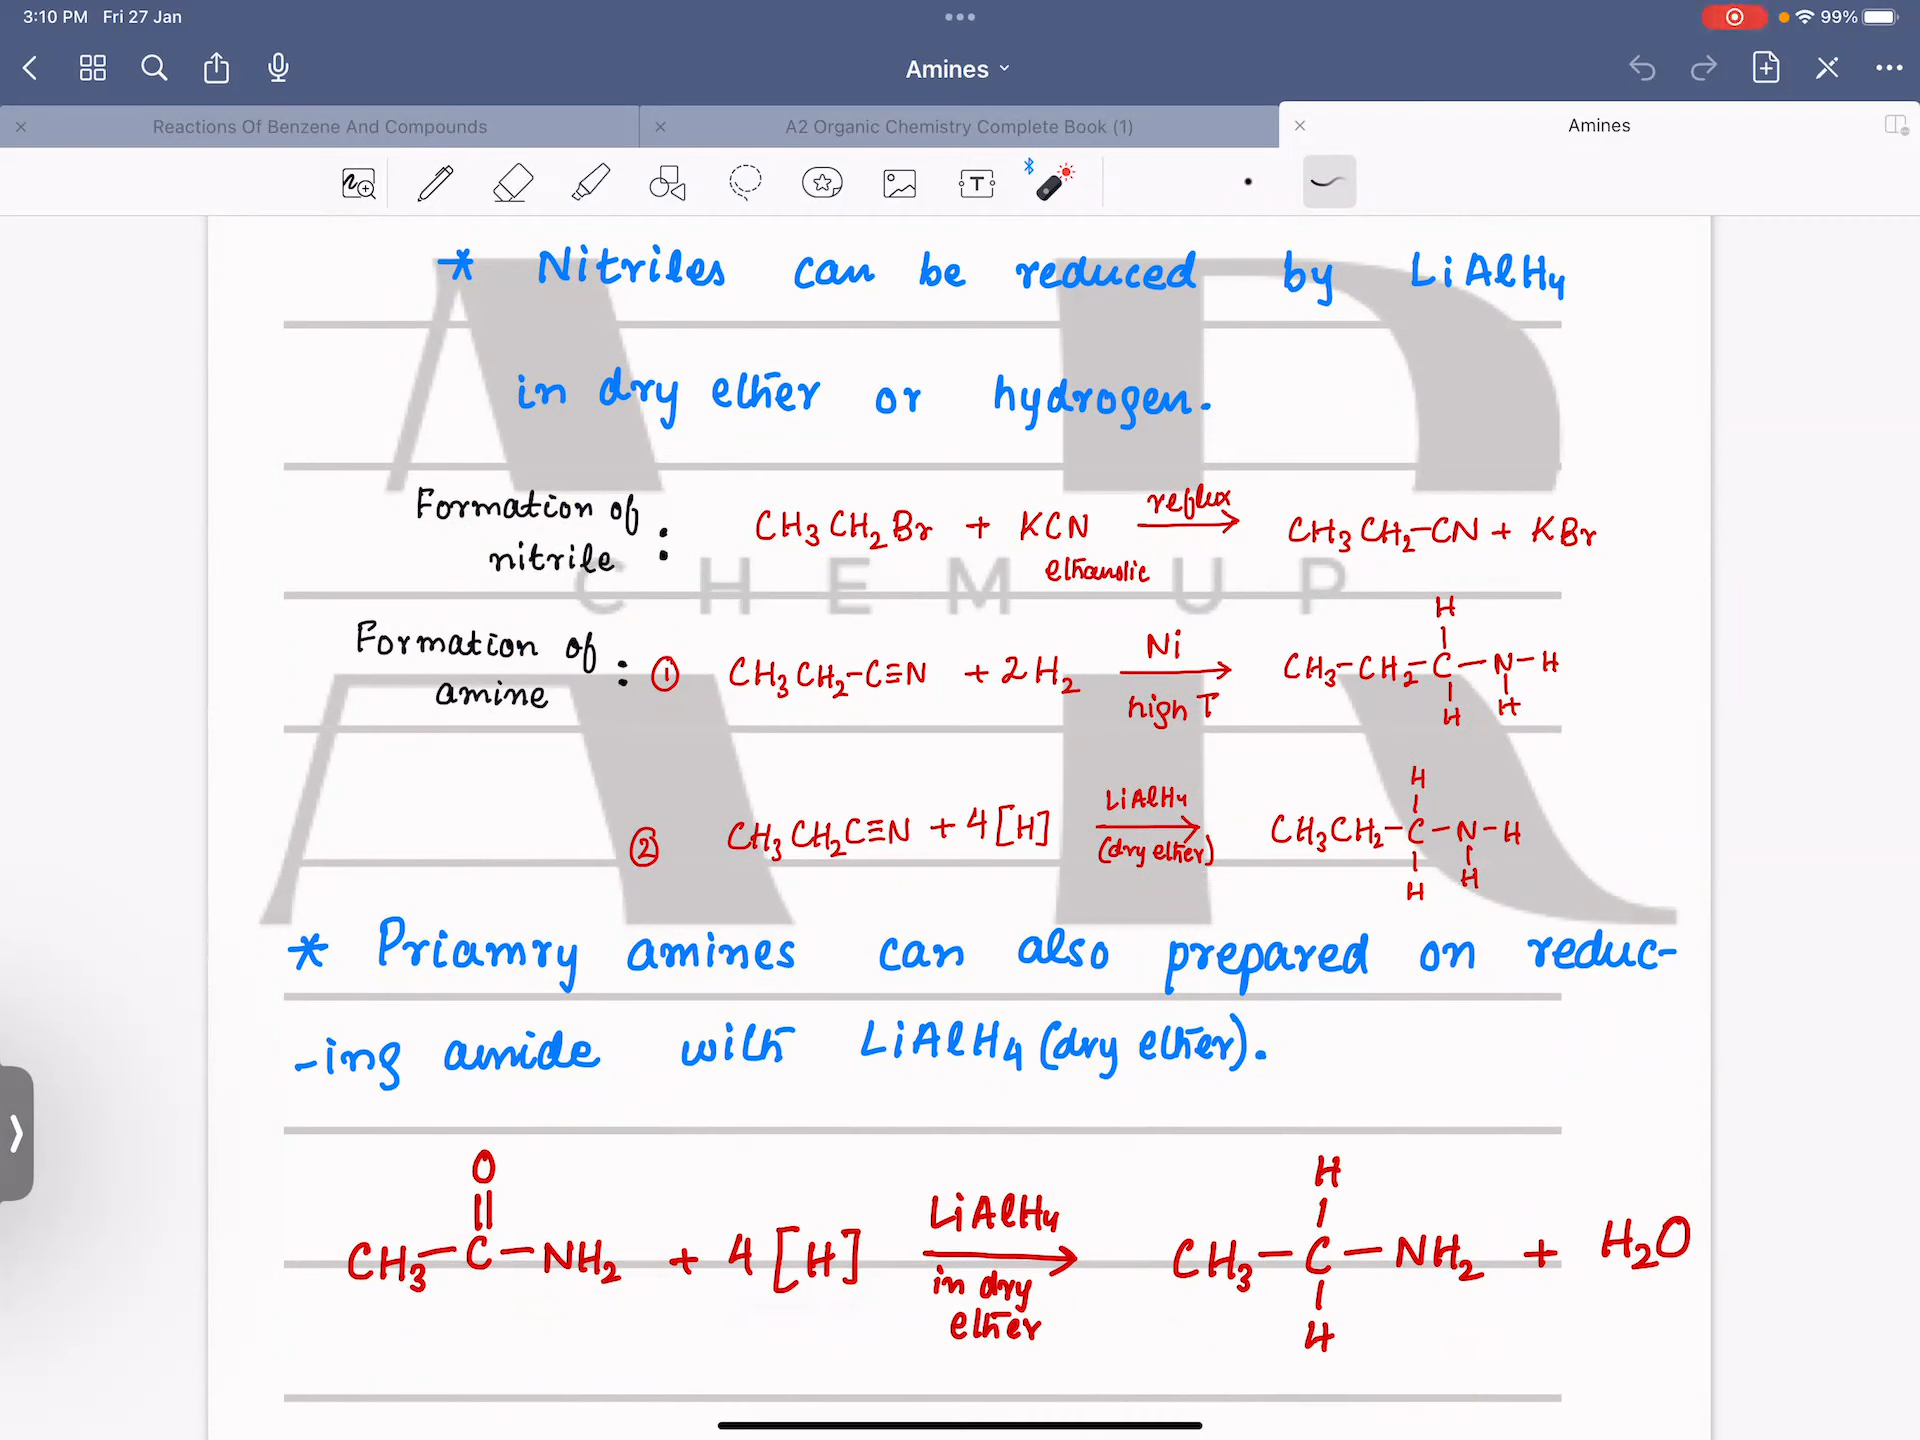 3:10 PM Fri 27 Jan
99%
Amines
Reactions Of Benzene And Compounds
A2 Organic Chemistry Complete Book (1)
Amines
T
* Nitriles can be reduced by LiAlH₄
in dry ether or hydrogen.
Formation of nitrile : CH₃CH₂Br + KCN ethanolic —reflux→ CH₃CH₂-CN + KBr
CHEM UP
Formation of amine : ① CH₃CH₂-C≡N + 2H₂ —Ni, high T→ CH₃-CH₂-C(H)(H)-N(H)-H
② CH₃CH₂C≡N + 4[H] —LiAlH₄ (dry ether)→ CH₃CH₂-C(H)(H)-N(H)-H
AR
* Priamry amines can also prepared on reduc-
-ing amide with LiAlH₄ (dry ether).
CH₃-C(=O)-NH₂ + 4[H] —LiAlH₄ in dry ether→ CH₃-C(H)(H)-NH₂ + H₂O